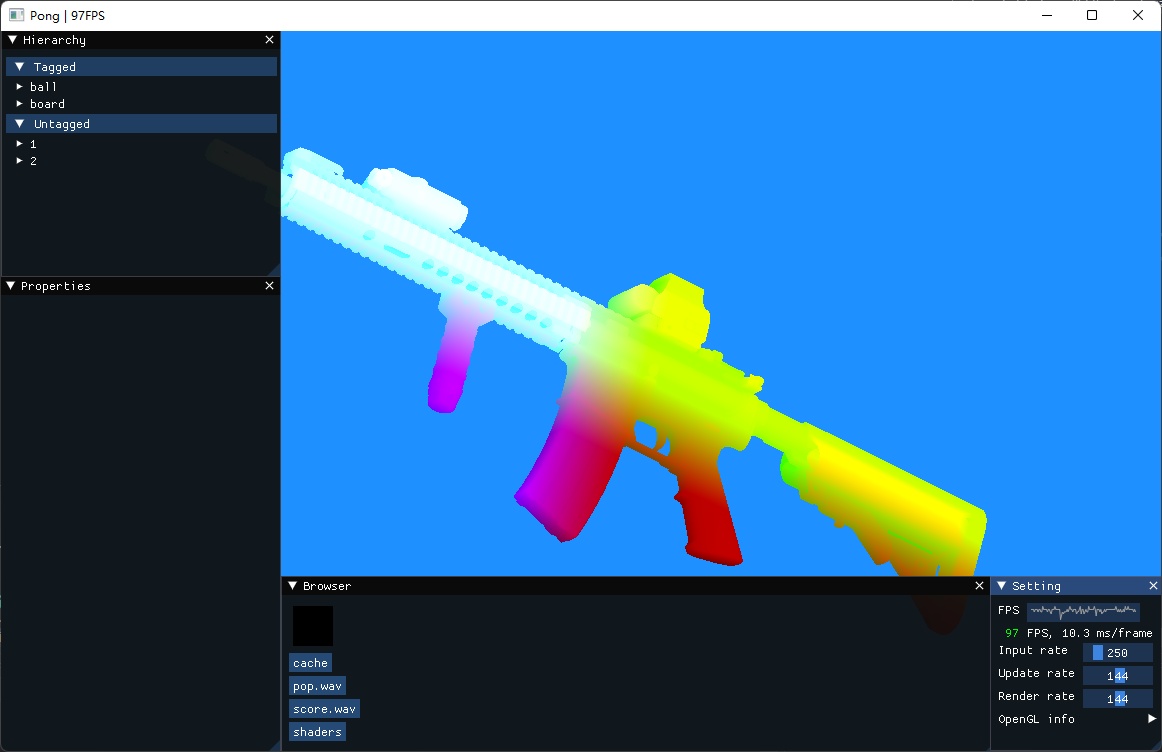 Pong | 97FPS
Hierarchy
Tagged
ball
board
Untagged
1
2
Properties
Browser
cache
pop.wav
score.wav
shaders
Setting
FPS
97 FPS, 10.3 ms/frame
Input rate 250
Update rate 144
Render rate 144
OpenGL info